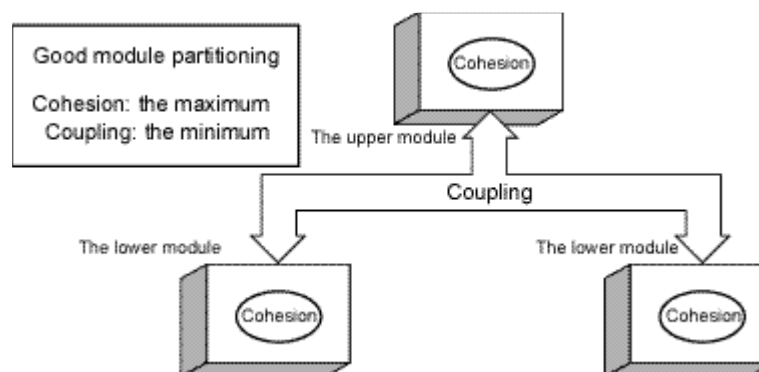 Good module partitioning
Cohesion: the maximum
Coupling: the minimum
Cohesion
The upper module
Coupling
The lower module
The lower module
Cohesion
Cohesion